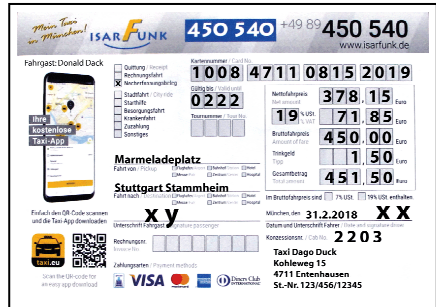 Mein Taxi
in München!
ISARFUNK
450 540
+49 89 450 540
www.isarfunk.de
Fahrgast: Donald Dack
Kartennummer / Card No.
1008 4711 0815 2019
Quittung / Receipt
Rechnungsfahrt
X
Gültig bis / Valid until
0222
Stadtfahrt / City ride
Starthilfe
Besorgungsfahrt
Krankenfahrt
Zuzahlung
Sonstiges
Tournummer / Tour No.
Nettofahrpreis
Net amount
378,15 Euro
19 % USt.
% VAT
71,85 Euro
Bruttofahrpreis
Amount of fare
450,00 Euro
Trinkgeld
1,50 Euro
Gesamtbetrag
Total amount
451,50 Euro
Ihre
kostenlose
Taxi-App
Marmeladeplatz
Fahrt von / Pickup
Stuttgart Stammheim
Fahrt nach / Destination
Im Bruttofahrpreis sind 7% USt. 19% USt. enthalten
Einfach den QR-Code scannen
und die Taxi-App downloaden
x y
Unterschrift Fahrgast / Signature passenger
München, den 31.2.2018 x x
Datum und Unterschrift Fahrer / Date and signature driver
taxi.eu
Rechnungsnr.
Invoice No.
Konzessionsnr. / Cab No. 2203
Scan the QR-code for
an easy app download
Zahlungsarten / Payment methods
VISA
Diners Club
INTERNATIONAL
Taxi Dago Duck
Kohleweg 15
4711 Entenhausen
St.-Nr. 123/456/12345